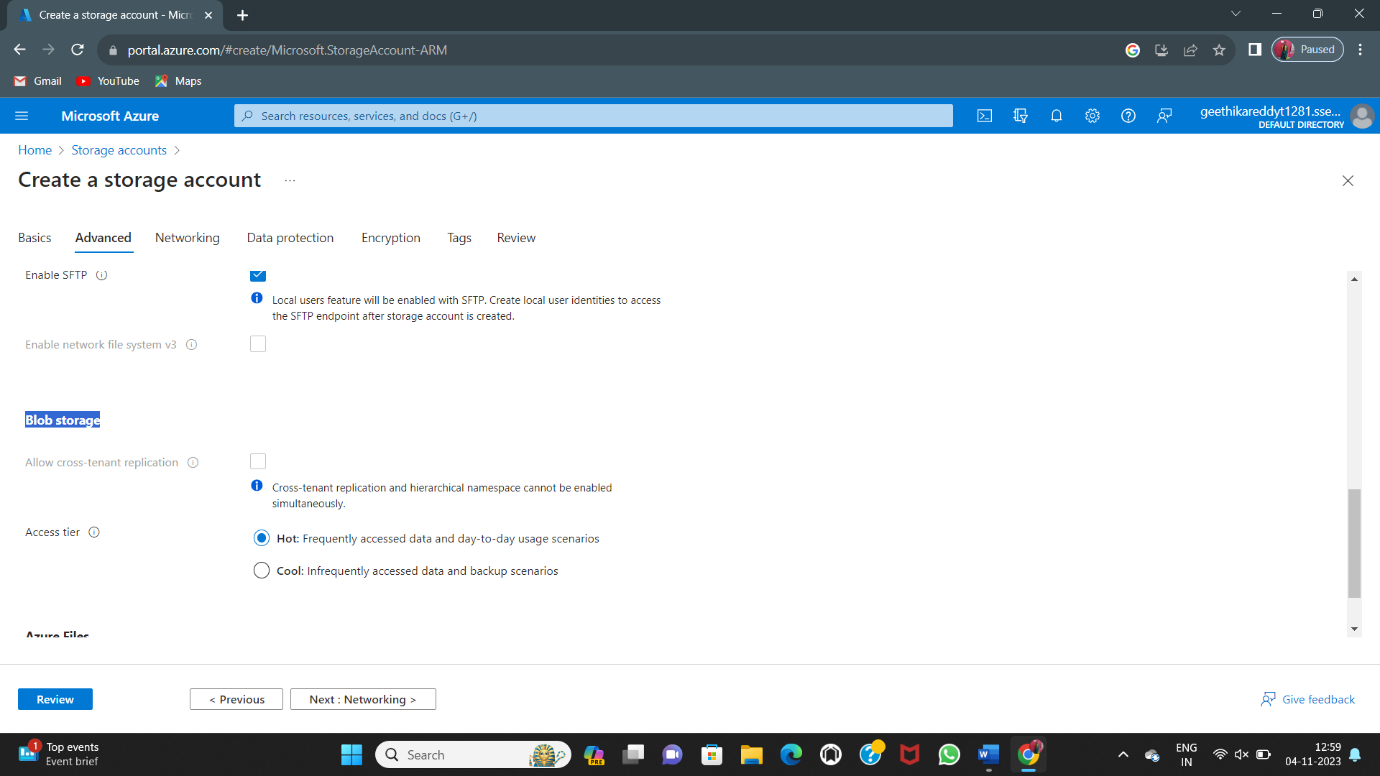 Create a storage account - Micro
portal.azure.com/#create/Microsoft.StorageAccount-ARM
Paused
Gmail
YouTube
Maps
Microsoft Azure
Search resources, services, and docs (G+/)
geethikareddyt1281.sse...
DEFAULT DIRECTORY
Home > Storage accounts >
Create a storage account ...
Basics
Advanced
Networking
Data protection
Encryption
Tags
Review
Enable SFTP
Local users feature will be enabled with SFTP. Create local user identities to access
the SFTP endpoint after storage account is created.
Enable network file system v3
Blob storage
Allow cross-tenant replication
Cross-tenant replication and hierarchical namespace cannot be enabled
simultaneously.
Access tier
Hot: Frequently accessed data and day-to-day usage scenarios
Cool: Infrequently accessed data and backup scenarios
Azure Files
Review
< Previous
Next : Networking >
Give feedback
1
Top events
Event brief
Search
PRE
ENG
IN
12:59
04-11-2023